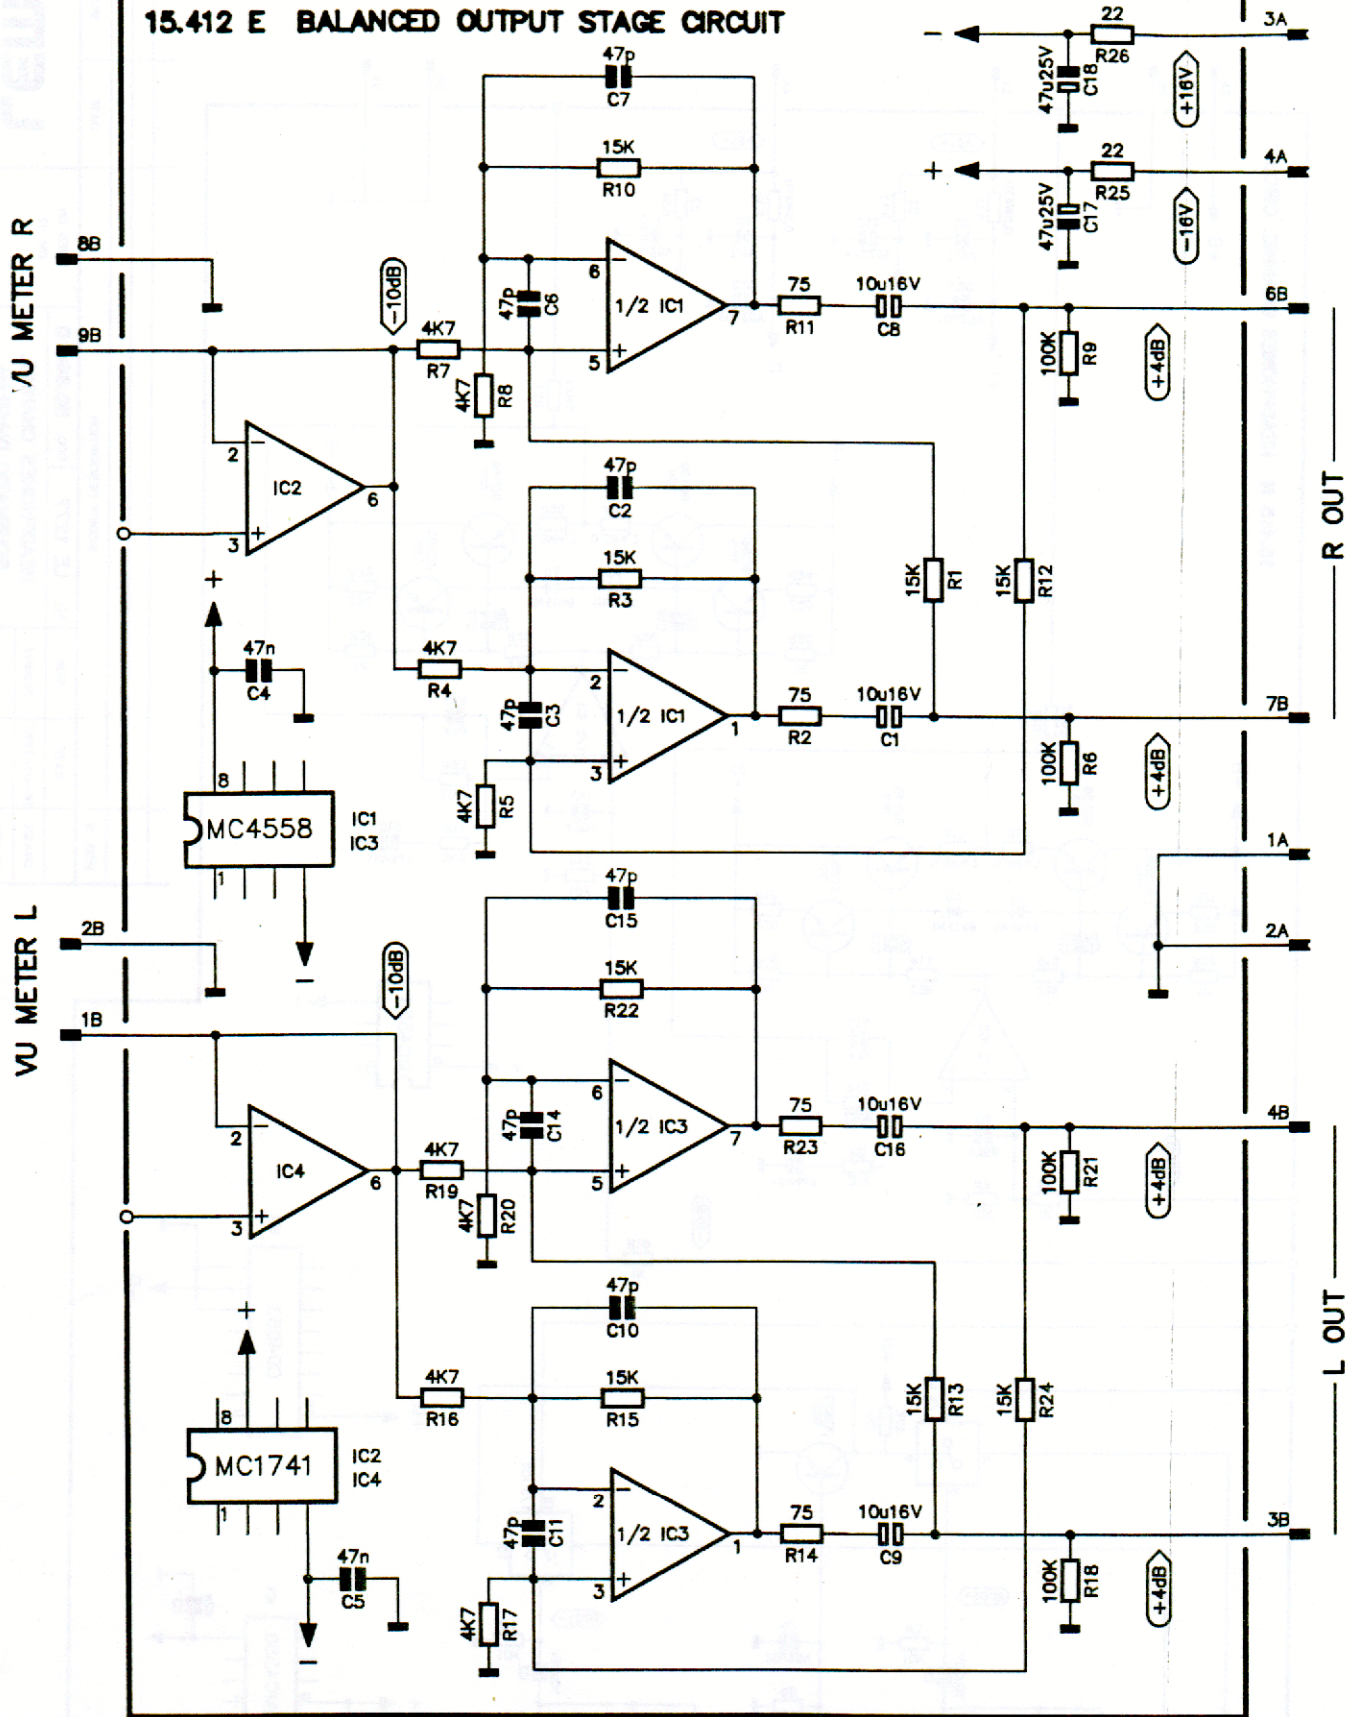 15.412 E BALANCED OUTPUT STAGE CIRCUIT
22
3A
R26
47u25V
C18
+16V
22
4A
R25
47u25V
C17
-16V
47p
C7
15K
R10
VU METER R
8B
9B
-10dB
4K7
R7
47p
C6
6
5
1/2 IC1
7
75
R11
10u16V
C8
6B
100K
R9
+4dB
4K7
R8
2
3
IC2
6
47p
C2
15K
R3
15K
R1
15K
R12
R OUT
47n
C4
4K7
R4
47p
C3
2
3
1/2 IC1
1
75
R2
10u16V
C1
7B
100K
R6
+4dB
4K7
R5
8
MC4558
1
IC1
IC3
1A
2A
VU METER L
2B
1B
-10dB
47p
C15
15K
R22
4K7
R19
47p
C14
6
5
1/2 IC3
7
75
R23
10u16V
C16
4B
100K
R21
+4dB
4K7
R20
2
3
IC4
6
47p
C10
15K
R15
15K
R13
15K
R24
L OUT
4K7
R16
47p
C11
2
3
1/2 IC3
1
75
R14
10u16V
C9
3B
100K
R18
+4dB
4K7
R17
8
MC1741
1
IC2
IC4
47n
C5